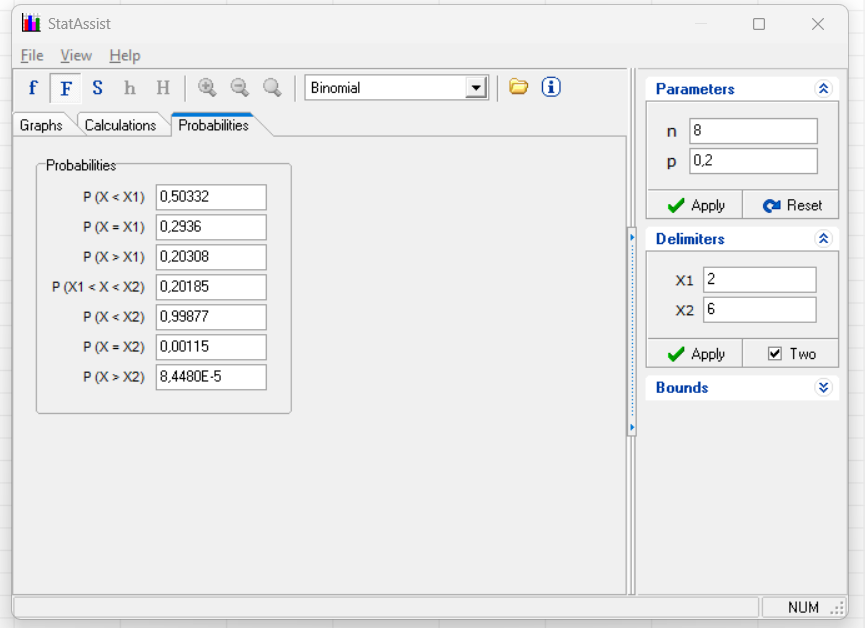 StatAssist
File View Help
f F S h H Binomial
Graphs Calculations Probabilities
Probabilities
P (X < X1) 0,50332
P (X = X1) 0,2936
P (X > X1) 0,20308
P (X1 < X < X2) 0,20185
P (X < X2) 0,99877
P (X = X2) 0,00115
P (X > X2) 8,4480E-5
Parameters
n 8
p 0,2
Apply Reset
Delimiters
X1 2
X2 6
Apply Two
Bounds
NUM